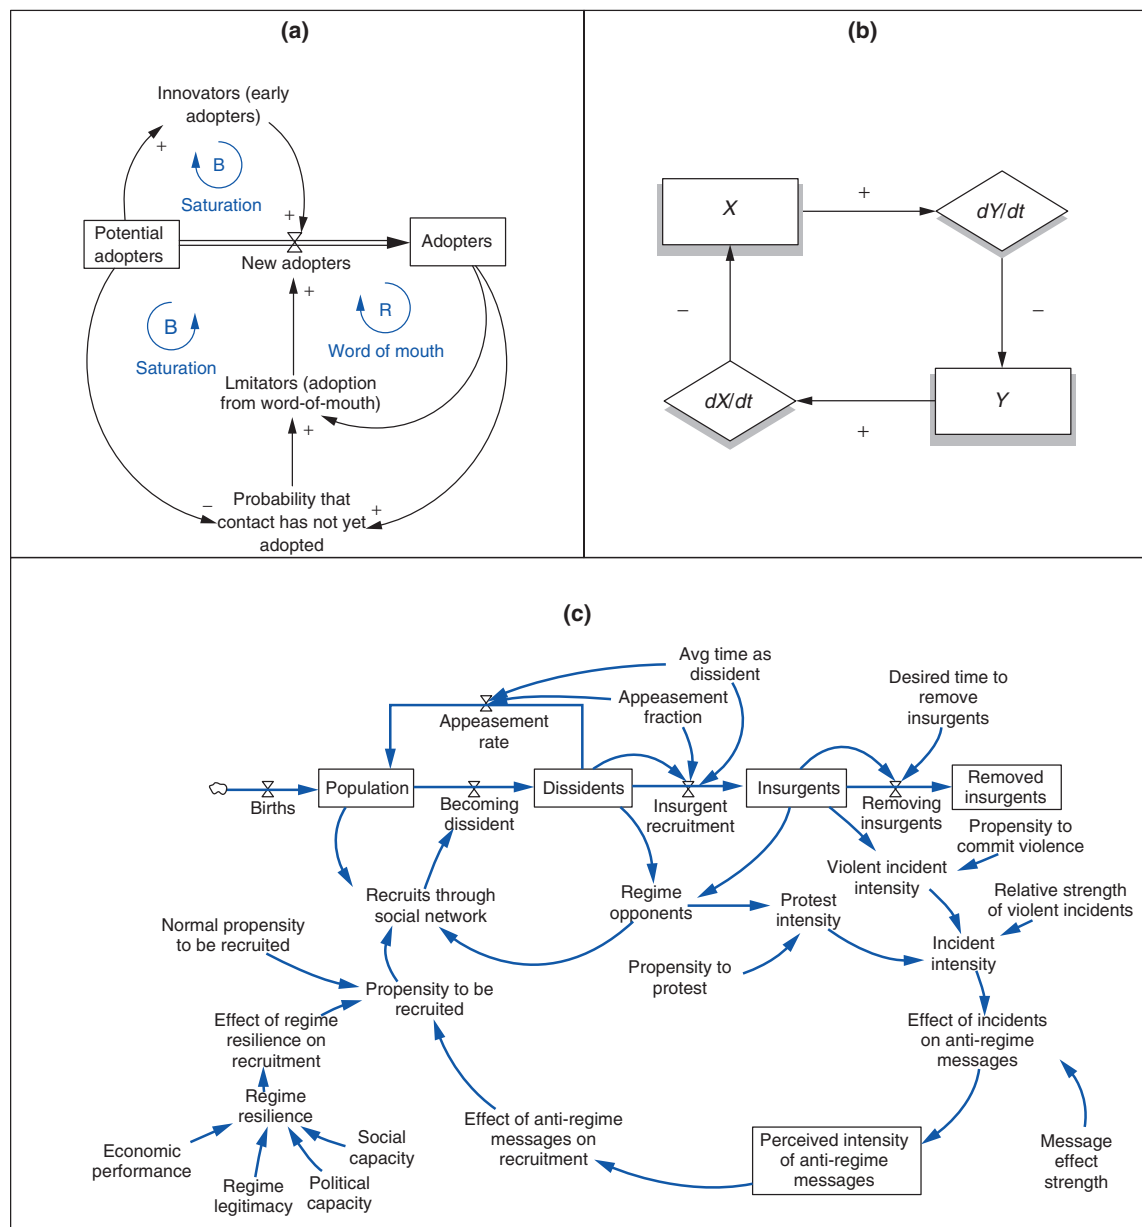 (a)
Innovators (early
adopters)
+
B
Saturation
+
Potential
adopters
Adopters
New adopters
+
B
Saturation
R
Word of mouth
Lmitators (adoption
from word-of-mouth)
+
–
Probability that
contact has not yet
adopted
+
(b)
X
+
dY/dt
–
–
dX/dt
+
Y
(c)
Avg time as
dissident
Desired time to
remove
insurgents
Appeasement
fraction
Appeasement
rate
Births
Population
Becoming
dissident
Dissidents
Insurgent
recruitment
Insurgents
Removing
insurgents
Removed
insurgents
Propensity to
commit violence
Violent incident
intensity
Recruits through
social network
Regime
opponents
Protest
intensity
Relative strength
of violent incidents
Normal propensity
to be recruited
Incident
intensity
Propensity to
protest
Propensity to be
recruited
Effect of regime
resilience on
recruitment
Effect of incidents
on anti-regime
messages
Regime
resilience
Economic
performance
Regime
legitimacy
Political
capacity
Social
capacity
Effect of anti-regime
messages on
recruitment
Perceived intensity
of anti-regime
messages
Message
effect
strength